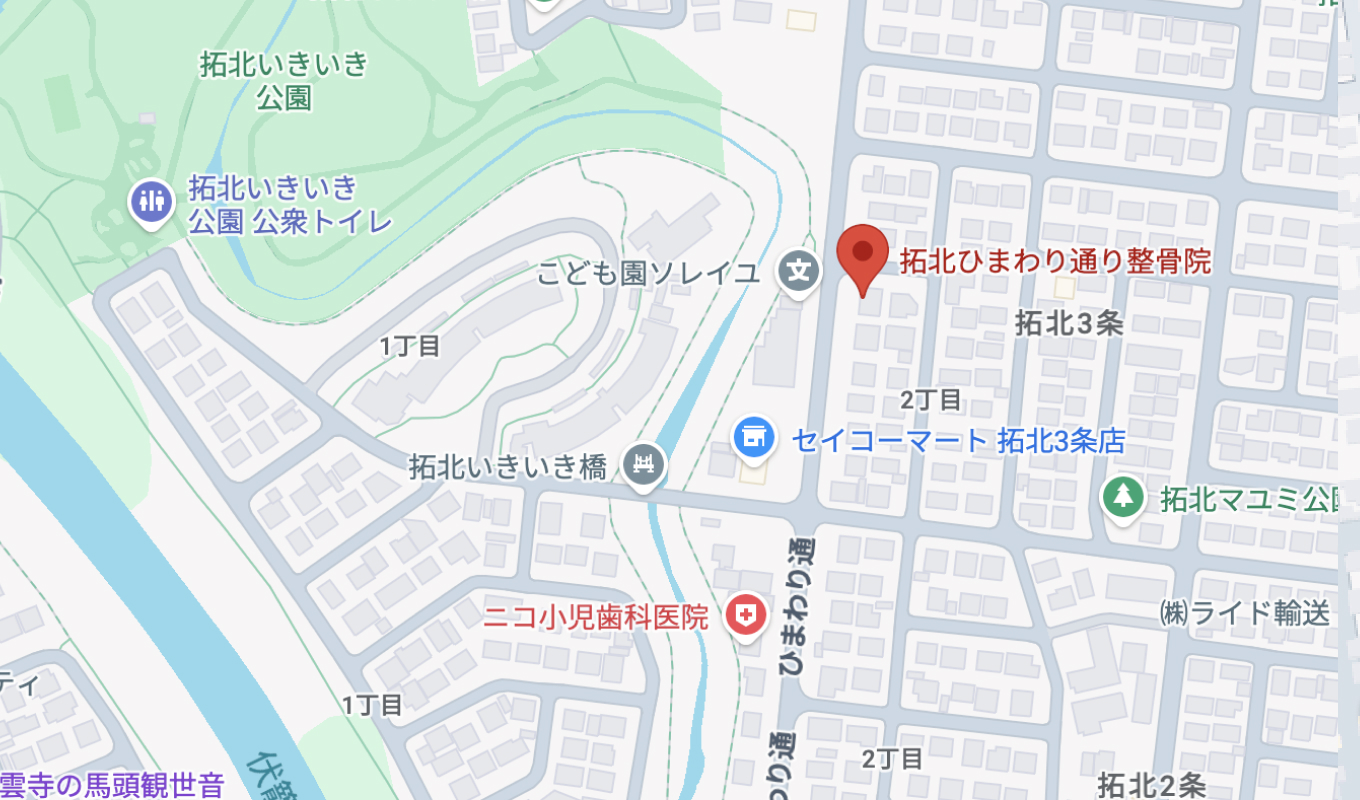 拓北いきいき
公園
拓北いきいき
公園 公衆トイレ
こども園ソレイユ
拓北ひまわり通り整骨院
拓北3条
1丁目
2丁目
セイコーマート 拓北3条店
拓北いきいき橋
拓北マユミ公
ひまわり通
ニコ小児歯科医院
㈱ライド輸送
ティ
1丁目
わり通
2丁目
雲寺の馬頭観世音
伏
拓北2条